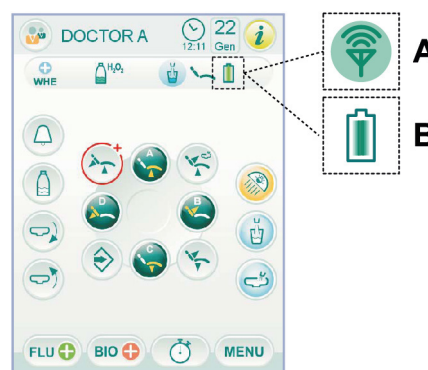 DOCTOR A
12:11
22
Gen
i
WHE
H₂O₂
A
D
B
C
FLU
BIO
MENU
A
B